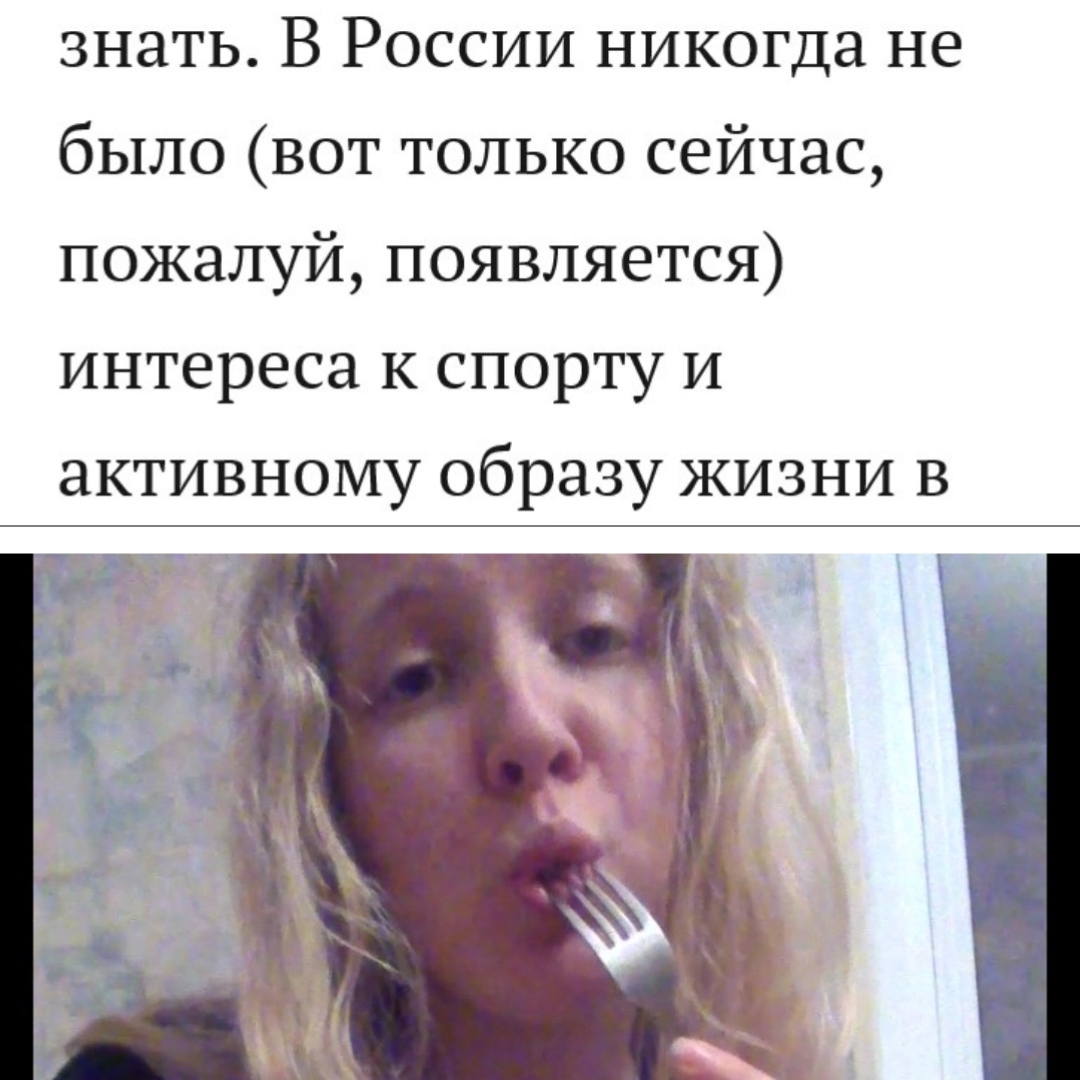 знать. В России никогда не
было (вот только сейчас,
пожалуй, появляется)
интереса к спорту и
активному образу жизни в